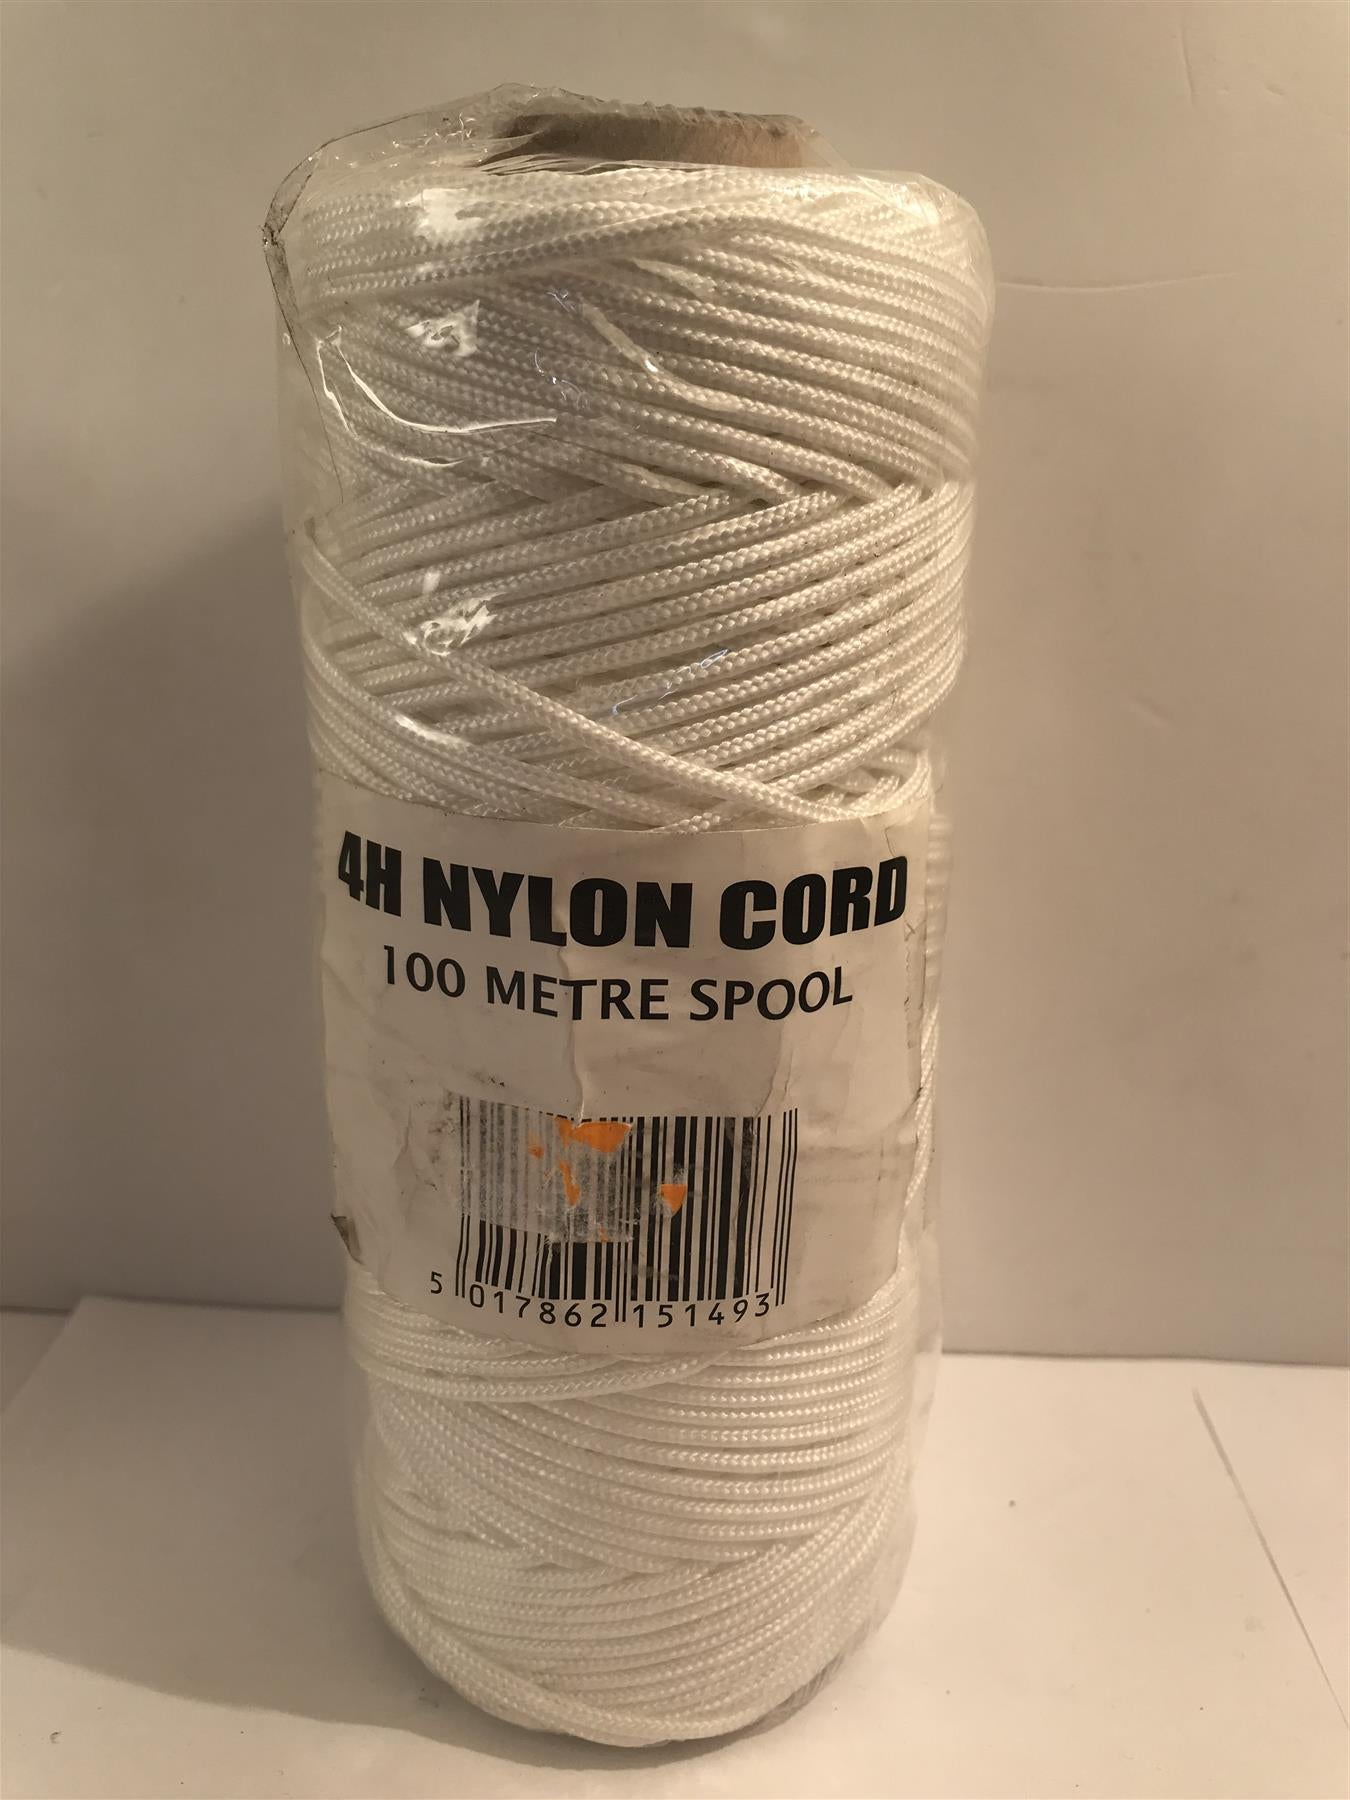 4H NYLON CORD
100 METRE SPOOL
5 017862 151493